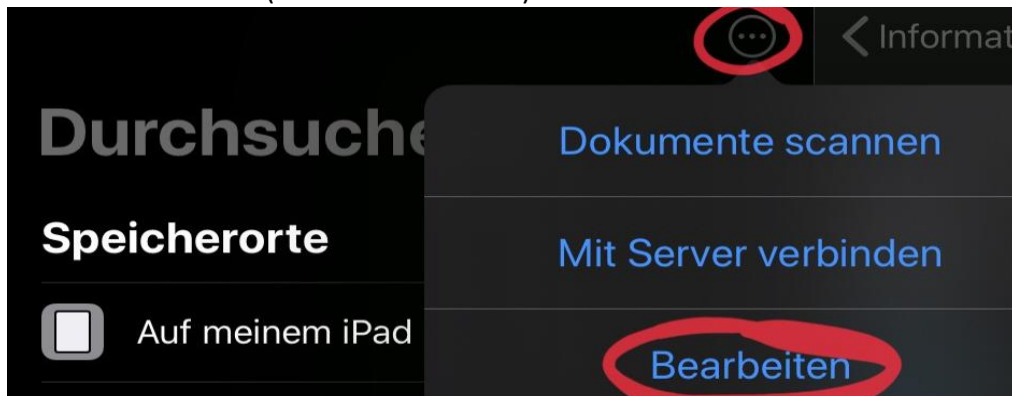 Informat
Durchsuche
Dokumente scannen
Speicherorte
Mit Server verbinden
Auf meinem iPad
Bearbeiten